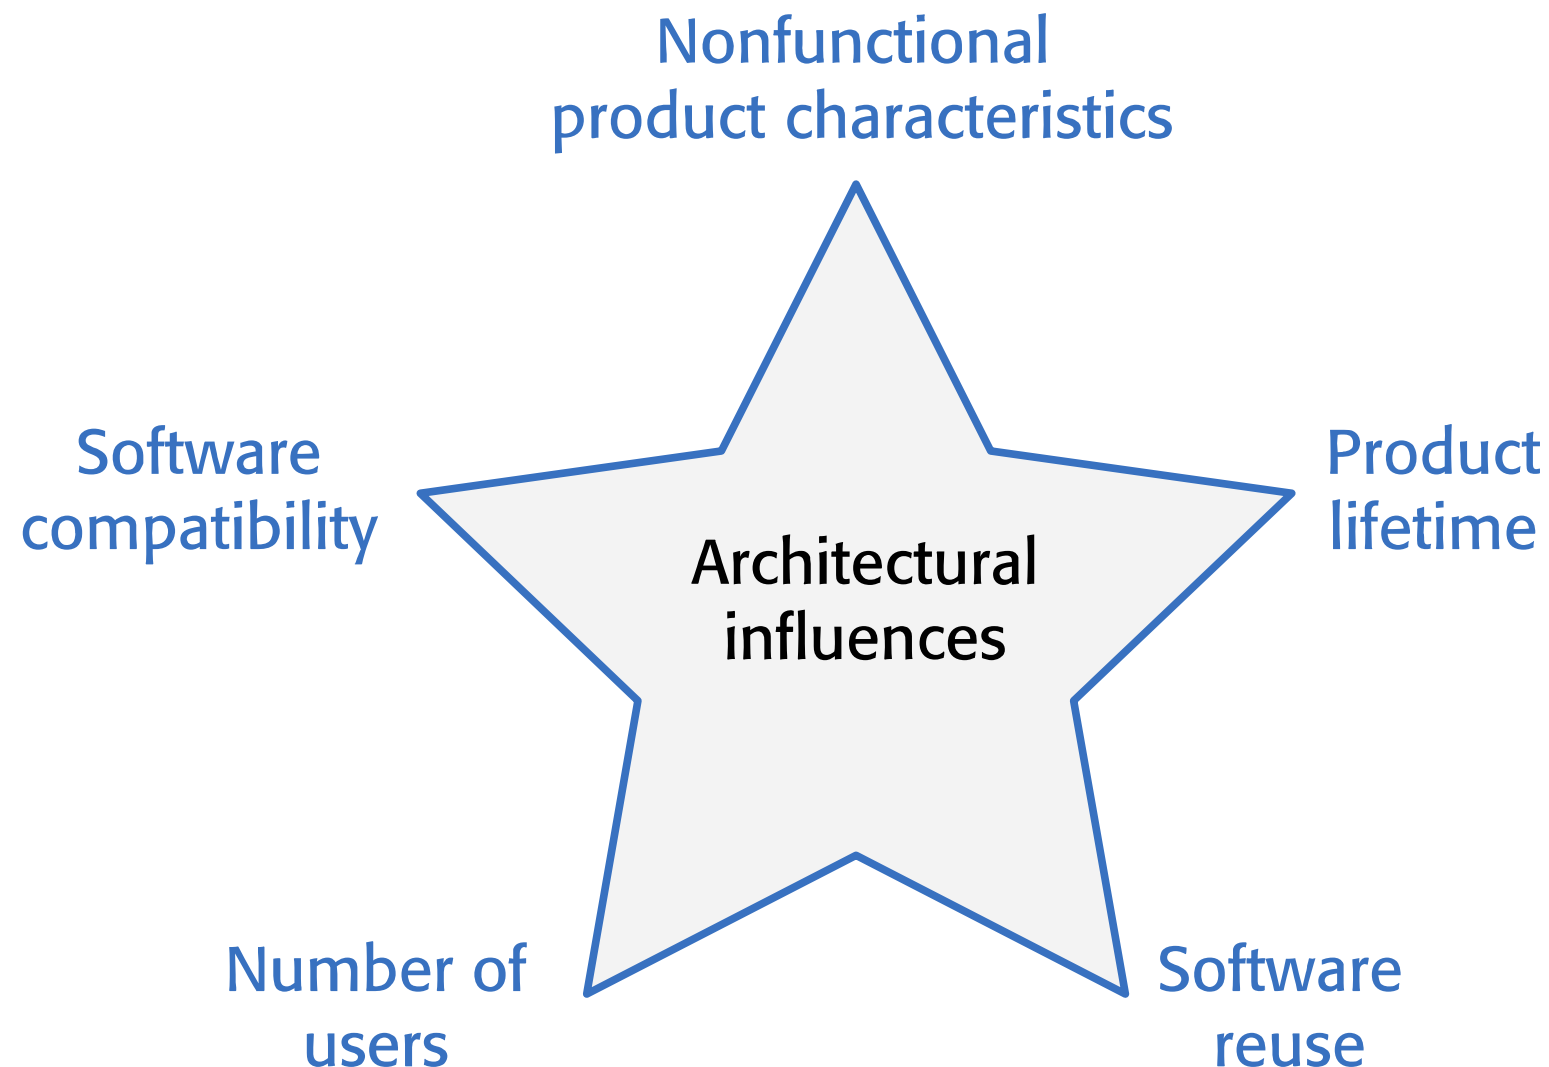 Nonfunctional
product characteristics
Software
compatibility
Product
lifetime
Architectural
influences
Number of
users
Software
reuse